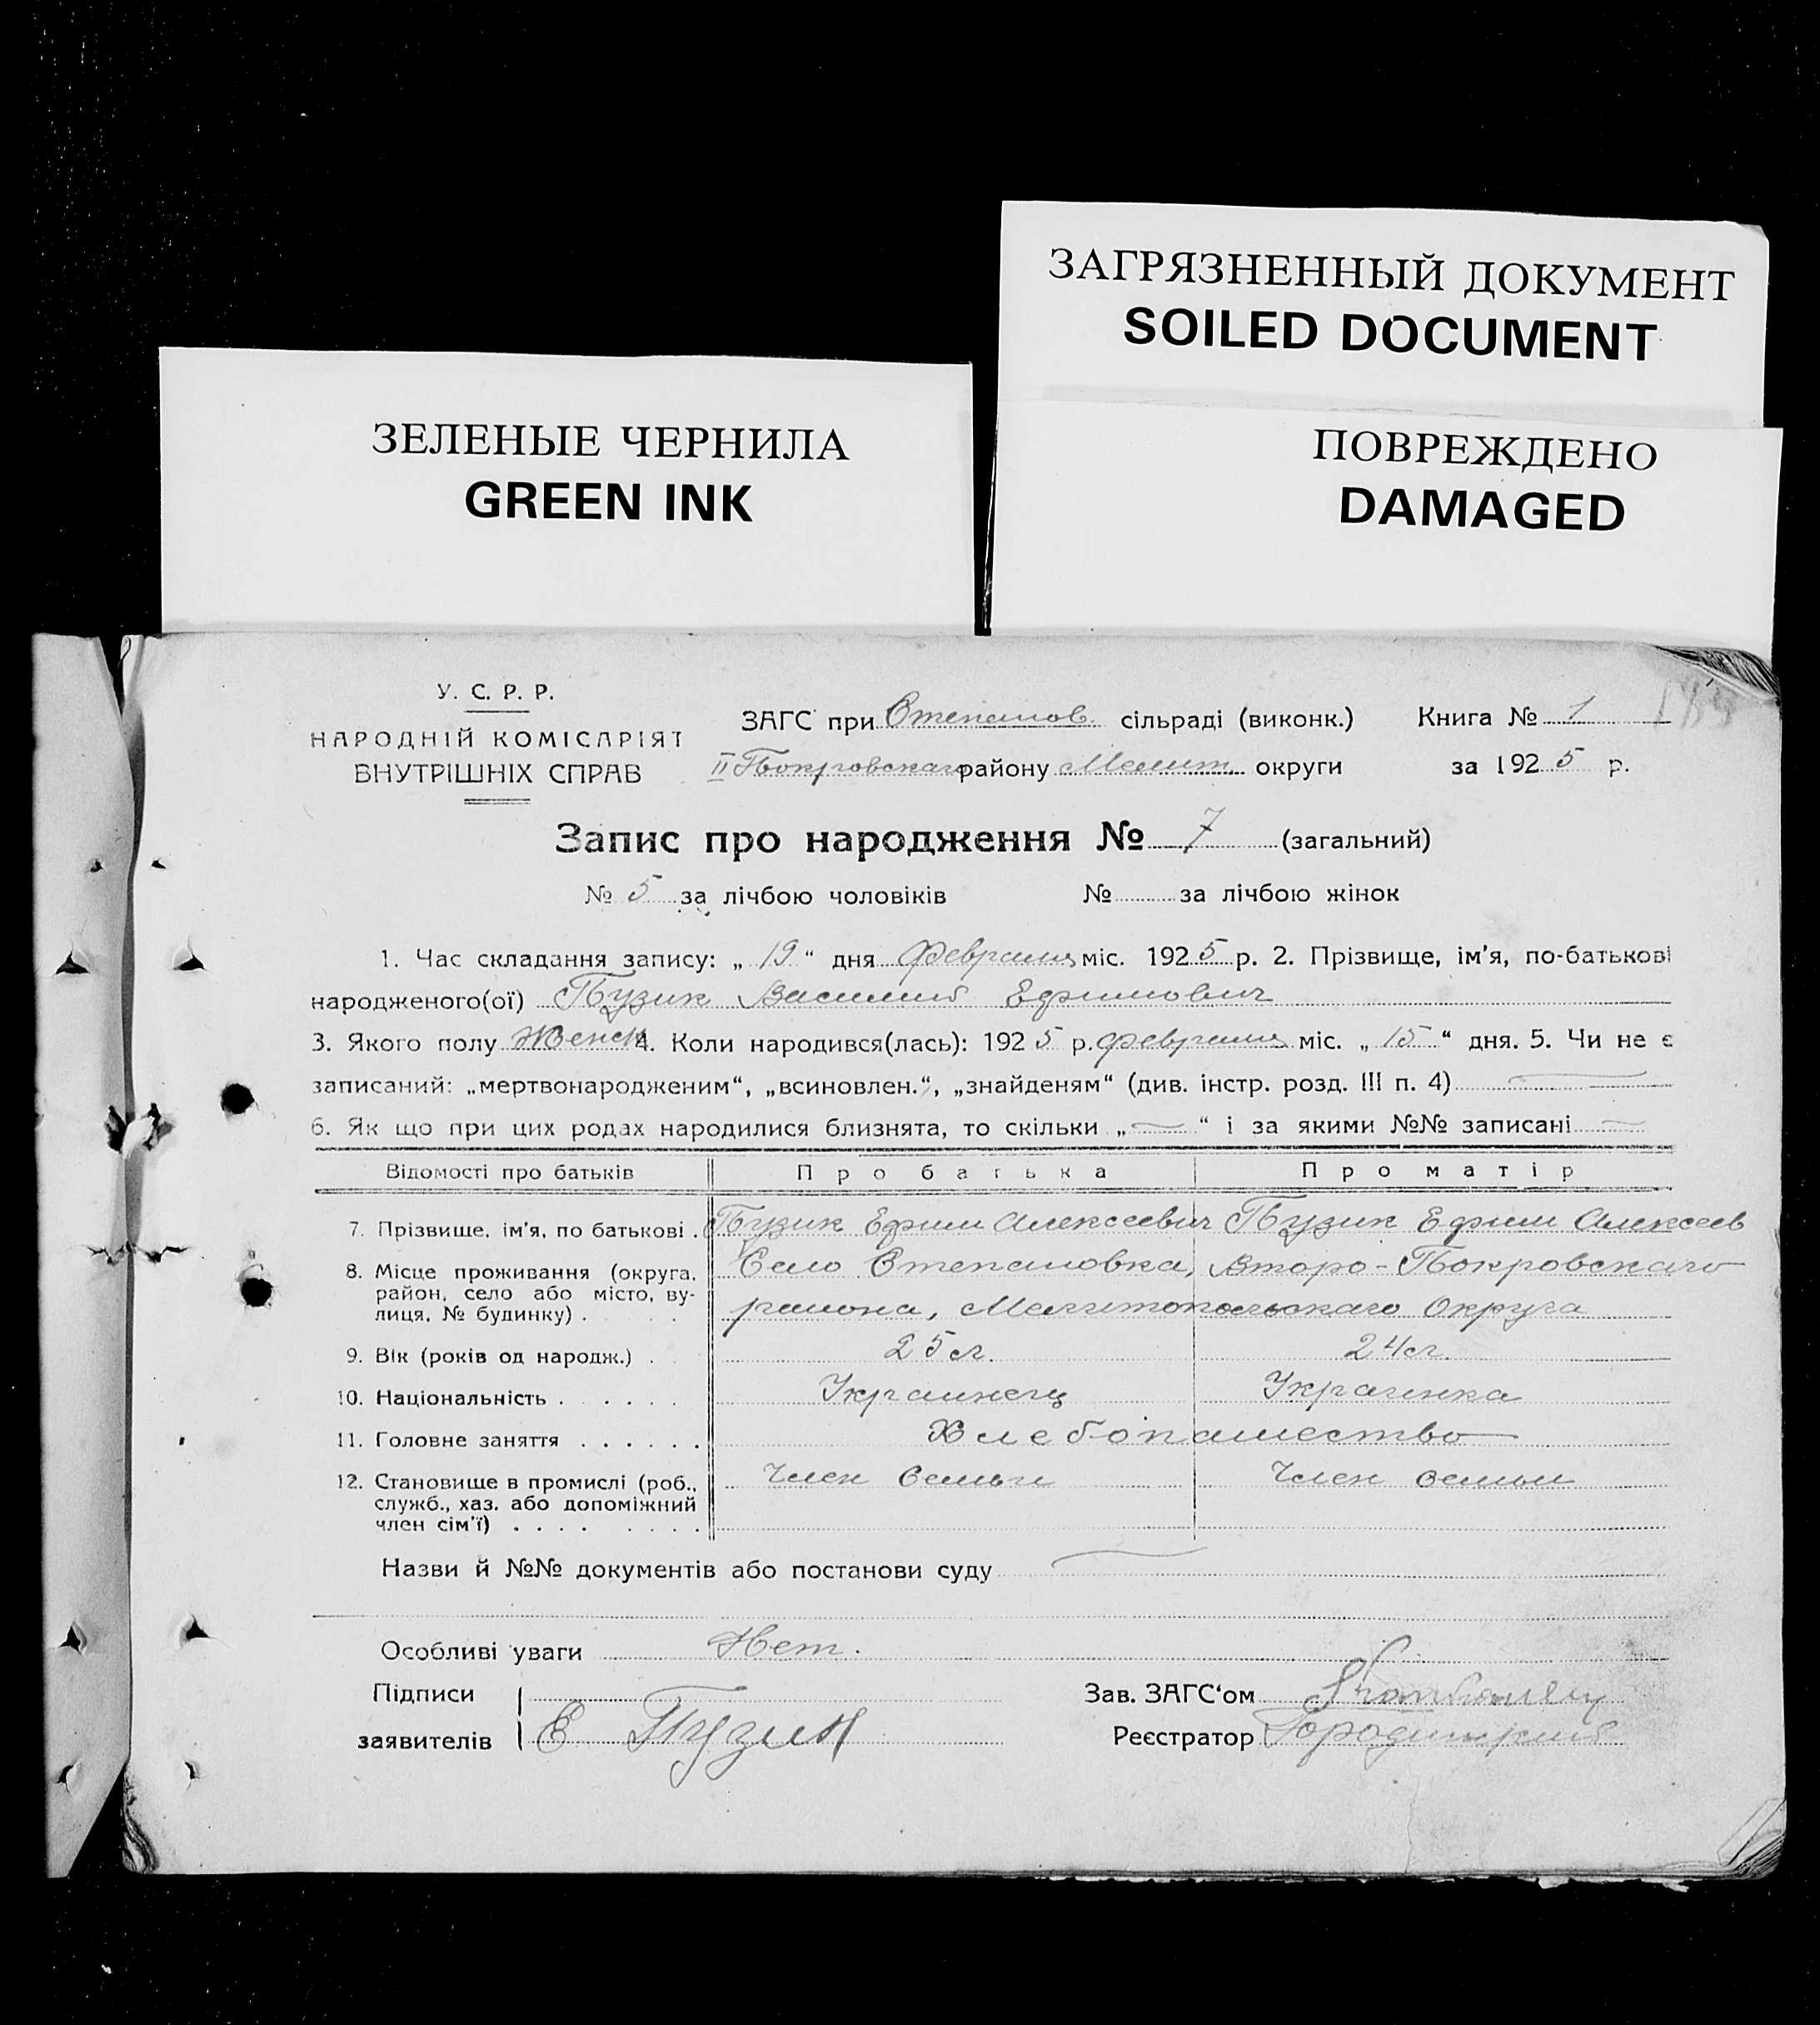 ЗАГРЯЗНЕННЫЙ ДОКУМЕНТ
SOILED DOCUMENT
ЗЕЛЕНЫЕ ЧЕРНИЛА
GREEN INK
ПОВРЕЖДЕНО
DAMAGED
У. С. Р. Р.
НАРОДНІЙ КОМІСАРІЯТ
ВНУТРІШНІХ СПРАВ
ЗАГС при Степанов. сільраді (виконк.) Книга № 1
II Покровскаго району Мелит. округи за 1925 р.
Запис про народження № 7 (загальний)
№ 5 за лічбою чоловіків № за лічбою жінок
1. Час складання запису: „ 19 “ дня Февраля міс. 1925 р. 2. Прізвище, ім'я, по-батькові
народженого(ої) Пузик Василий Ефимович
3. Якого полу Женск 4. Коли народився(лась): 1925 р. февраля міс. „ 15 “ дня. 5. Чи не є
записаний: „мертвонародженим“, „всиновлен.“, „знайденям“ (див. інстр. розд. III п. 4)
6. Як що при цих родах народилися близнята, то скільки „ — “ і за якими №№ записані —
Відомості про батьків Про батька Про матір
7. Прізвище, ім'я, по батькові . Пузик Ефим Алексеевич Пузик Ефим Алексеев
8. Місце проживання (округа, район, село або місто, вулиця, № будинку) . Село Степановка, Второ-Покровскаго
района, Мелитопольскаго Округа
9. Вік (років од народж.) . 25 л. 24 л.
10. Національність . . . . . . Украинец Украинка
11. Головне заняття . . . . . . Хлебопашество
12. Становище в промислі (роб., Член Семьи Член семьи
служб., хаз. або допоміжний
член сім'ї) . . . . . . . .
Назви й №№ документів або постанови суду —
Особливі уваги Нет.
Підписи Зав. ЗАГС'ом
заявителів Е Пузик Реєстратор